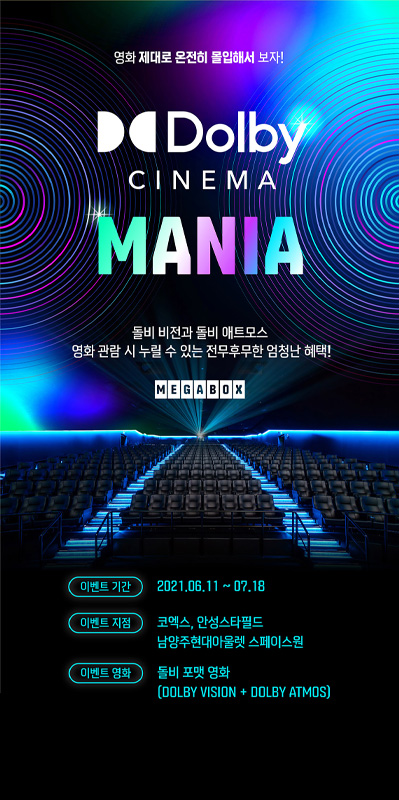 영화 제대로 온전히 몰입해서 보자!
Dolby
CINEMA
MANIA
돌비 비전과 돌비 애트모스
영화 관람 시 누릴 수 있는 전무후무한 엄청난 혜택!
MEGABOX
이벤트 기간 2021.06.11 ~ 07.18
이벤트 지점 코엑스, 안성스타필드
남양주현대아울렛 스페이스원
이벤트 영화 돌비 포맷 영화
(DOLBY VISION + DOLBY ATMOS)